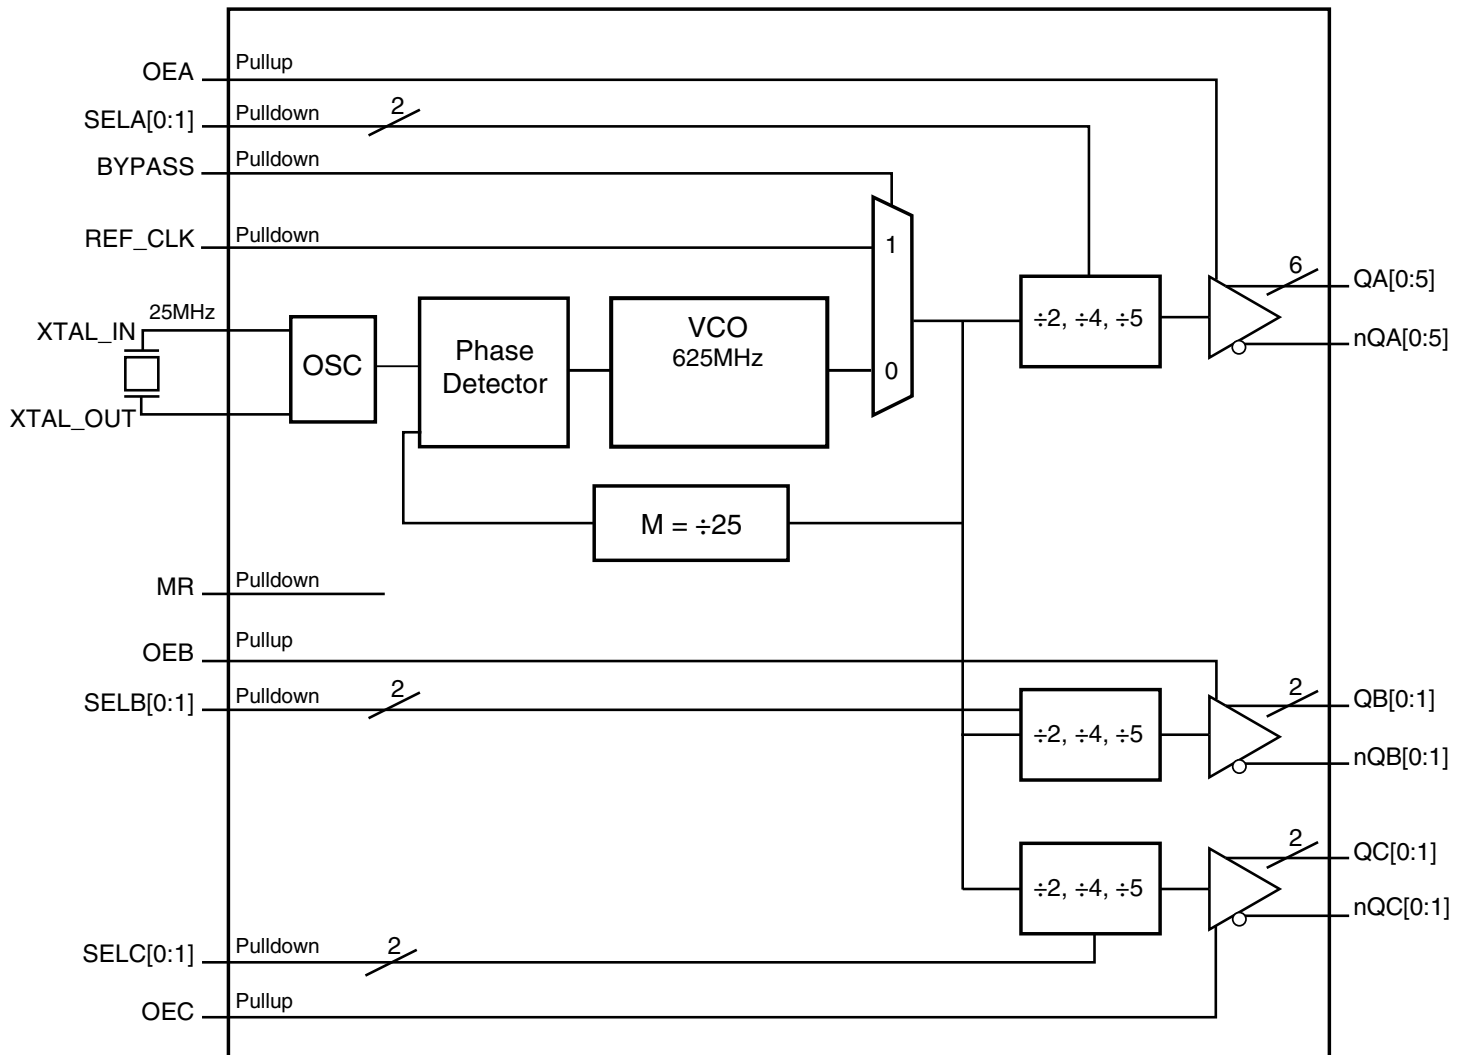 OEA
Pullup
SELA[0:1]
Pulldown
2
BYPASS
Pulldown
REF_CLK
Pulldown
1
6
QA[0:5]
÷2, ÷4, ÷5
nQA[0:5]
XTAL_IN
25MHz
XTAL_OUT
OSC
Phase
Detector
VCO
625MHz
0
M = ÷25
MR
Pulldown
OEB
Pullup
SELB[0:1]
Pulldown
2
÷2, ÷4, ÷5
2
QB[0:1]
nQB[0:1]
÷2, ÷4, ÷5
2
QC[0:1]
nQC[0:1]
SELC[0:1]
Pulldown
2
OEC
Pullup